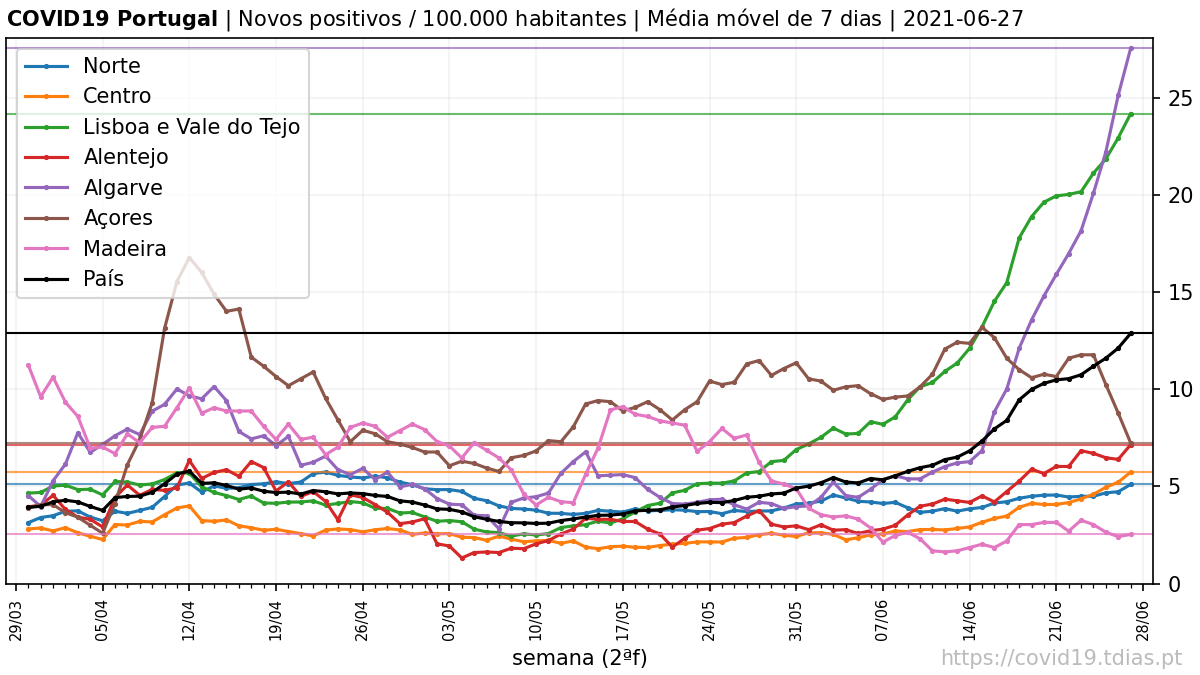 COVID19 Portugal | Novos positivos / 100.000 habitantes | Média móvel de 7 dias | 2021-06-27
Norte
Centro
Lisboa e Vale do Tejo
Alentejo
Algarve
Açores
Madeira
País
25
20
15
10
5
0
29/03 05/04 12/04 19/04 26/04 03/05 10/05 17/05 24/05 31/05 07/06 14/06 21/06 28/06
semana (2ªf)
https://covid19.tdias.pt